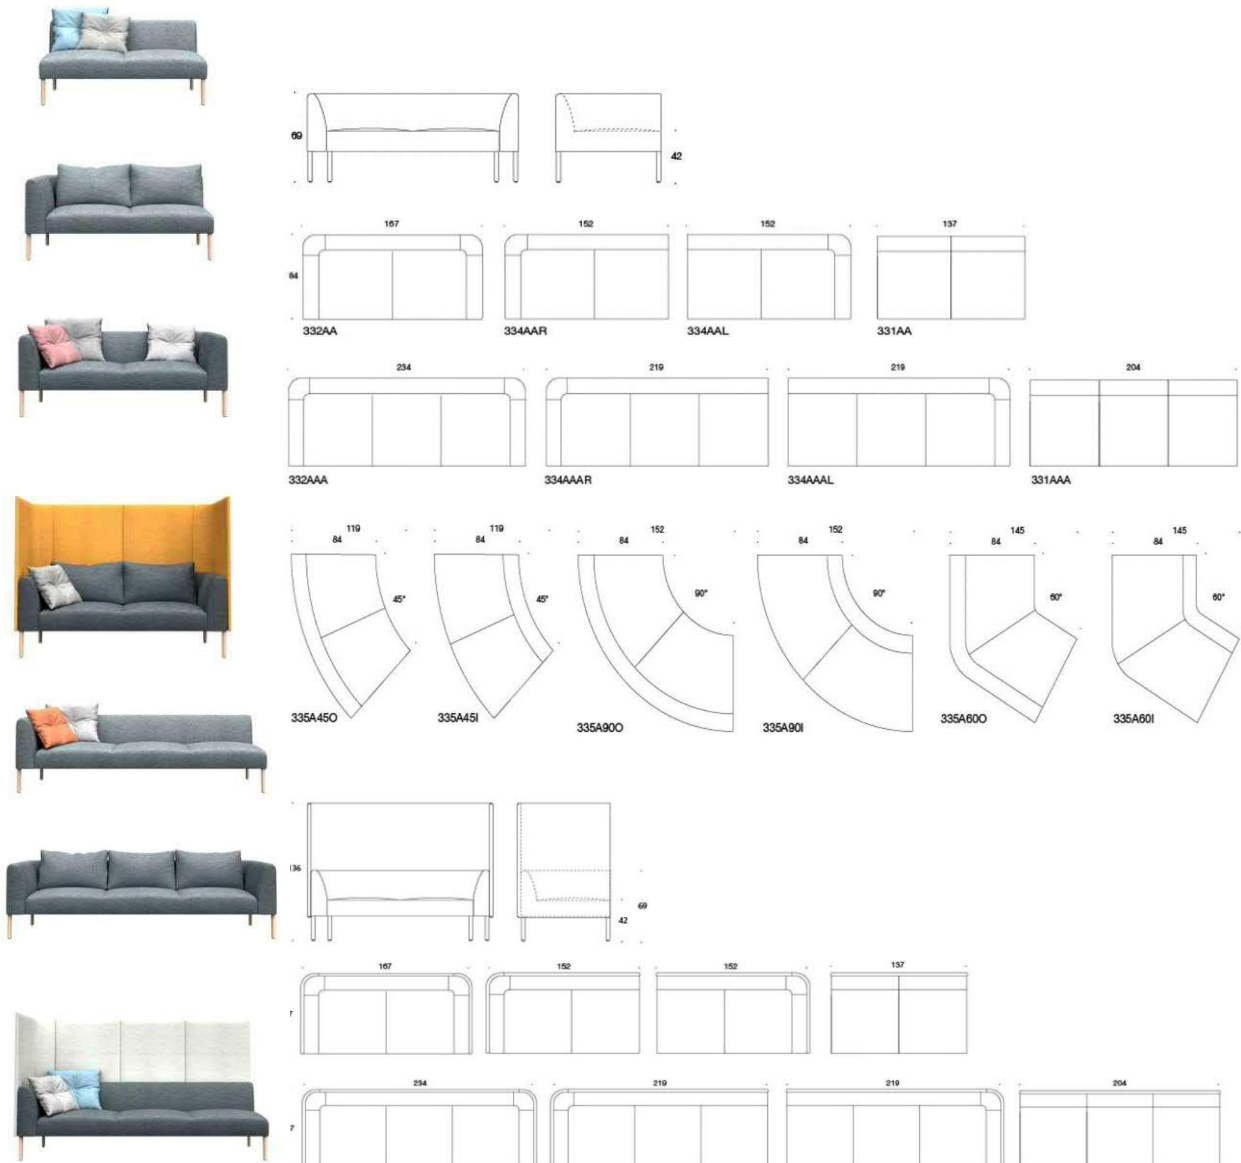 69
42
167 152 152 137
84
332AA 334AAR 334AAL 331AA
234 219 219 204
332AAA 334AAAR 334AAAL 331AAA
119 119 152 152 145 145
84 84 84 84 84 84
45° 45° 90° 90° 60° 60°
335A45O 335A45I 335A90O 335A90I 335A60O 335A60I
136
69
42
167 152 152 137
7
234 219 219 204
7